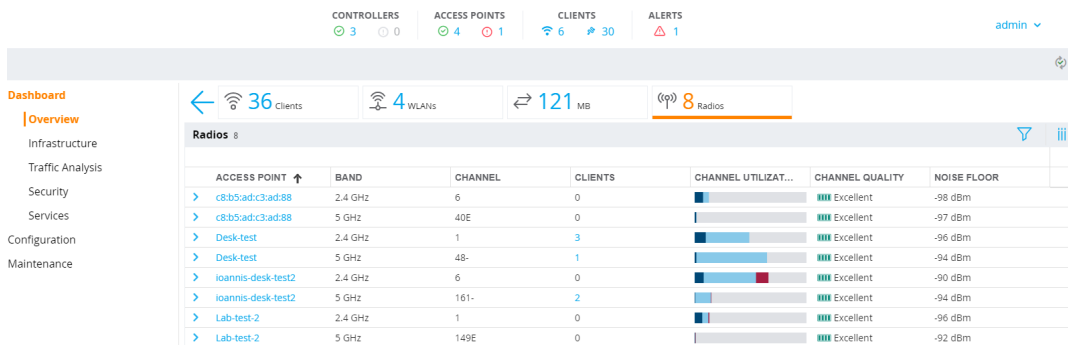 CONTROLLERS ACCESS POINTS CLIENTS ALERTS
3 0 4 1 6 30 1
admin
Dashboard
Overview
Infrastructure
Traffic Analysis
Security
Services
Configuration
Maintenance
36 Clients 4 WLANs 121 MB 8 Radios
Radios 8
ACCESS POINT BAND CHANNEL CLIENTS CHANNEL UTILIZAT... CHANNEL QUALITY NOISE FLOOR
c8:b5:ad:c3:ad:88 2.4 GHz 6 0 Excellent -98 dBm
c8:b5:ad:c3:ad:88 5 GHz 40E 0 Excellent -97 dBm
Desk-test 2.4 GHz 1 3 Excellent -96 dBm
Desk-test 5 GHz 48- 1 Excellent -94 dBm
ioannis-desk-test2 2.4 GHz 6 0 Excellent -90 dBm
ioannis-desk-test2 5 GHz 161- 2 Excellent -94 dBm
Lab-test-2 2.4 GHz 1 0 Excellent -96 dBm
Lab-test-2 5 GHz 149E 0 Excellent -92 dBm